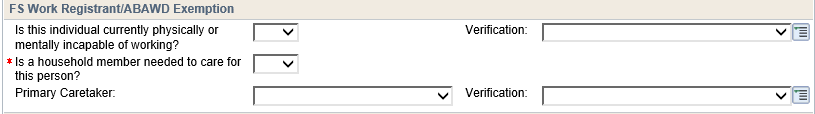 FS Work Registrant/ABAWD Exemption
Is this individual currently physically or Verification:
mentally incapable of working?
* Is a household member needed to care for
this person?
Primary Caretaker: Verification: